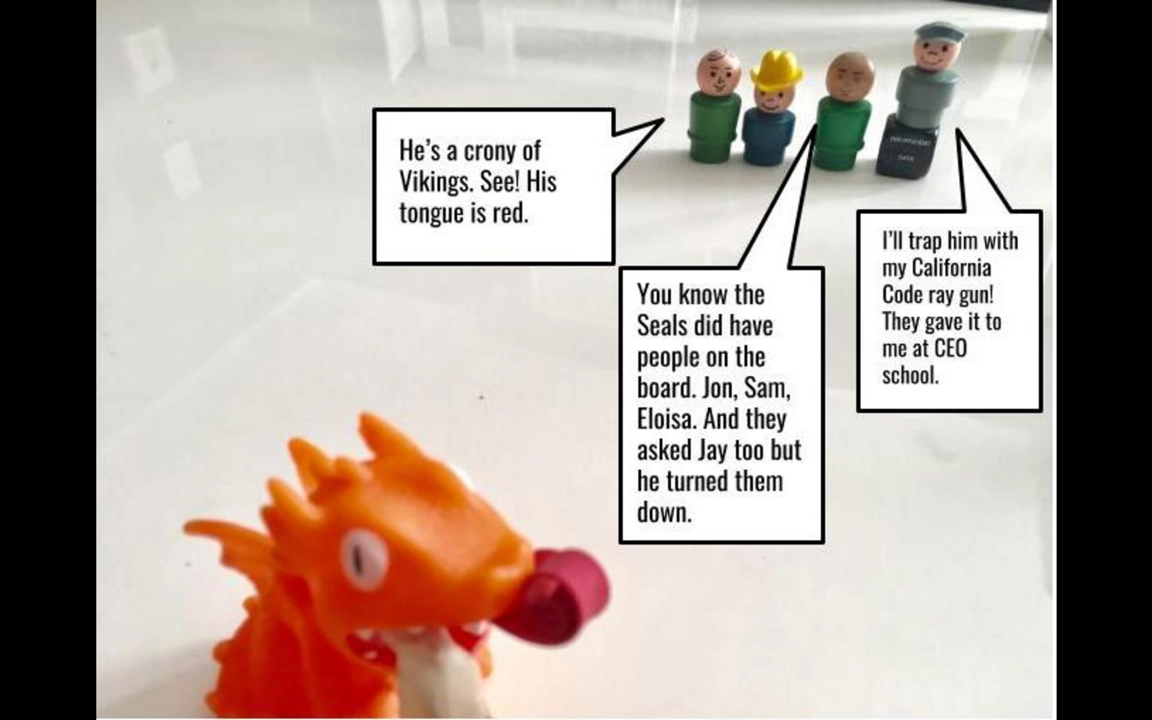 He's a crony of
Vikings. See! His
tongue is red.
You know the
Seals did have
people on the
board. Jon, Sam,
Eloisa. And they
asked Jay too but
he turned them
down.
I'll trap him with
my California
Code ray gun!
They gave it to
me at CEO
school.
DATA